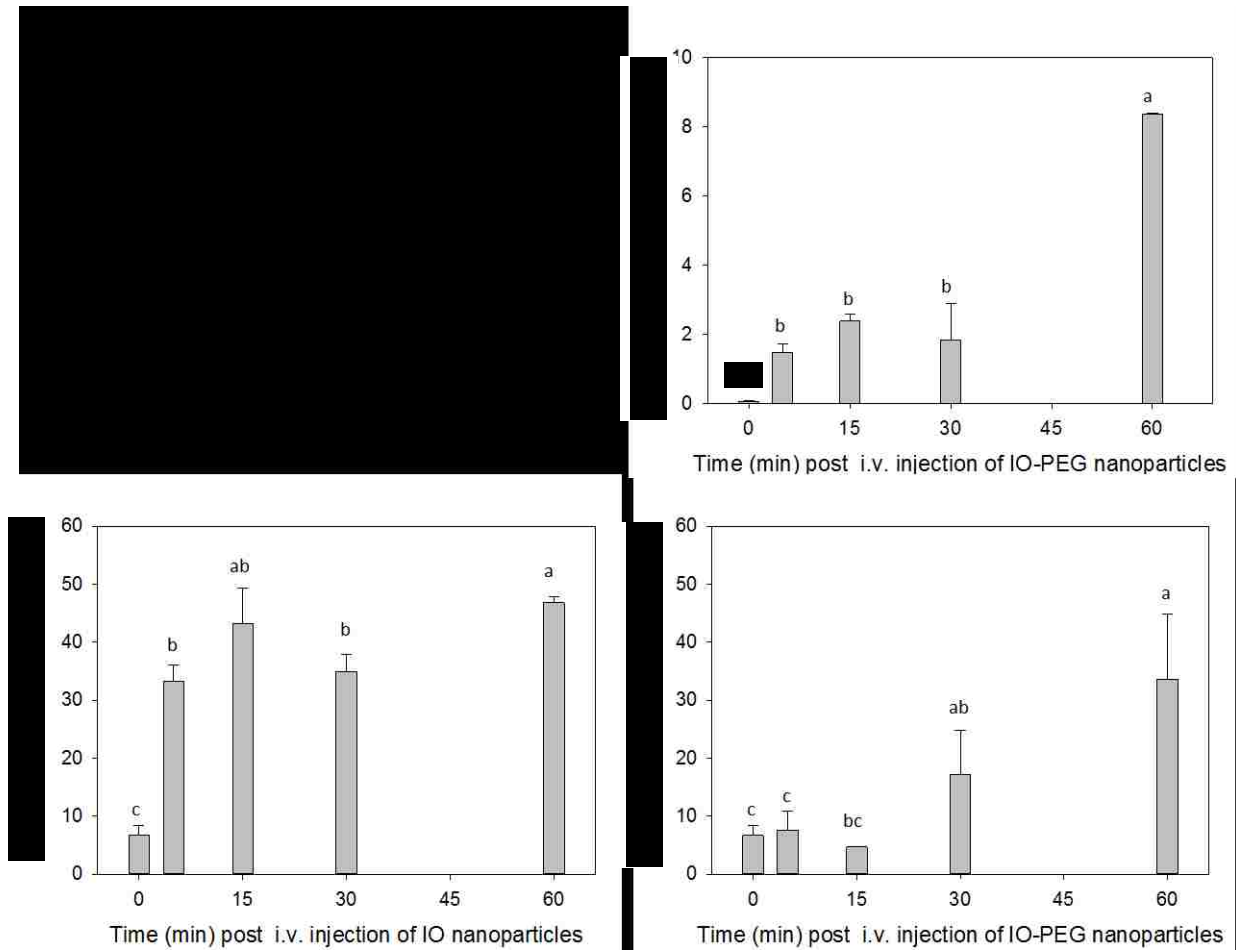 10
8
6
4
2
0
a
b
b
b
0 15 30 45 60
Time (min) post i.v. injection of IO-PEG nanoparticles
60
50
40
30
20
10
0
c
b
ab
b
a
0 15 30 45 60
Time (min) post i.v. injection of IO nanoparticles
60
50
40
30
20
10
0
c
c
bc
ab
a
0 15 30 45 60
Time (min) post i.v. injection of IO-PEG nanoparticles